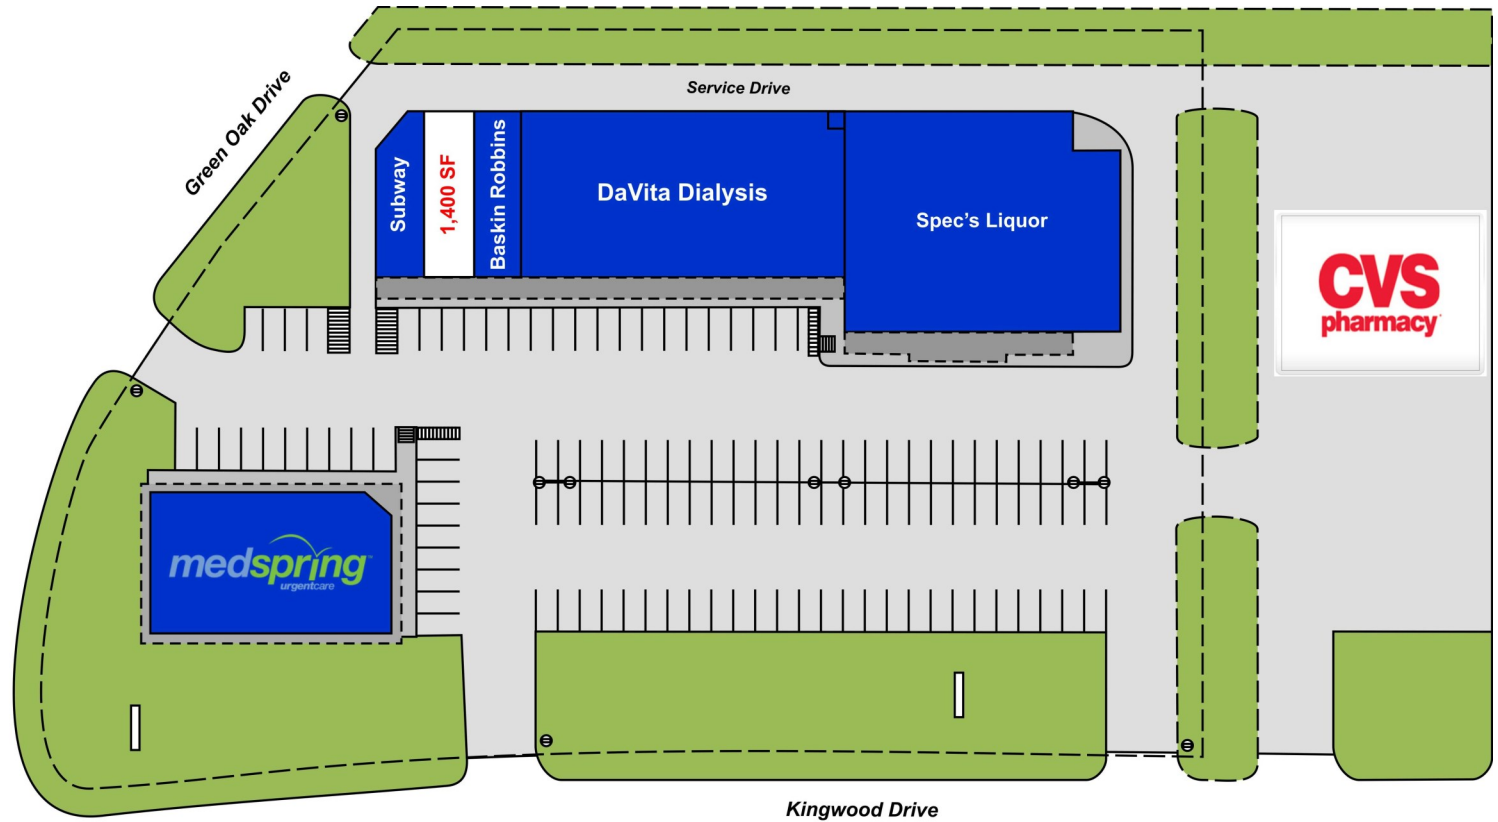 Service Drive
Green Oak Drive
Subway
1,400 SF
Baskin Robbins
DaVita Dialysis
Spec's Liquor
CVS
pharmacy
medspring™
urgentcare
Kingwood Drive